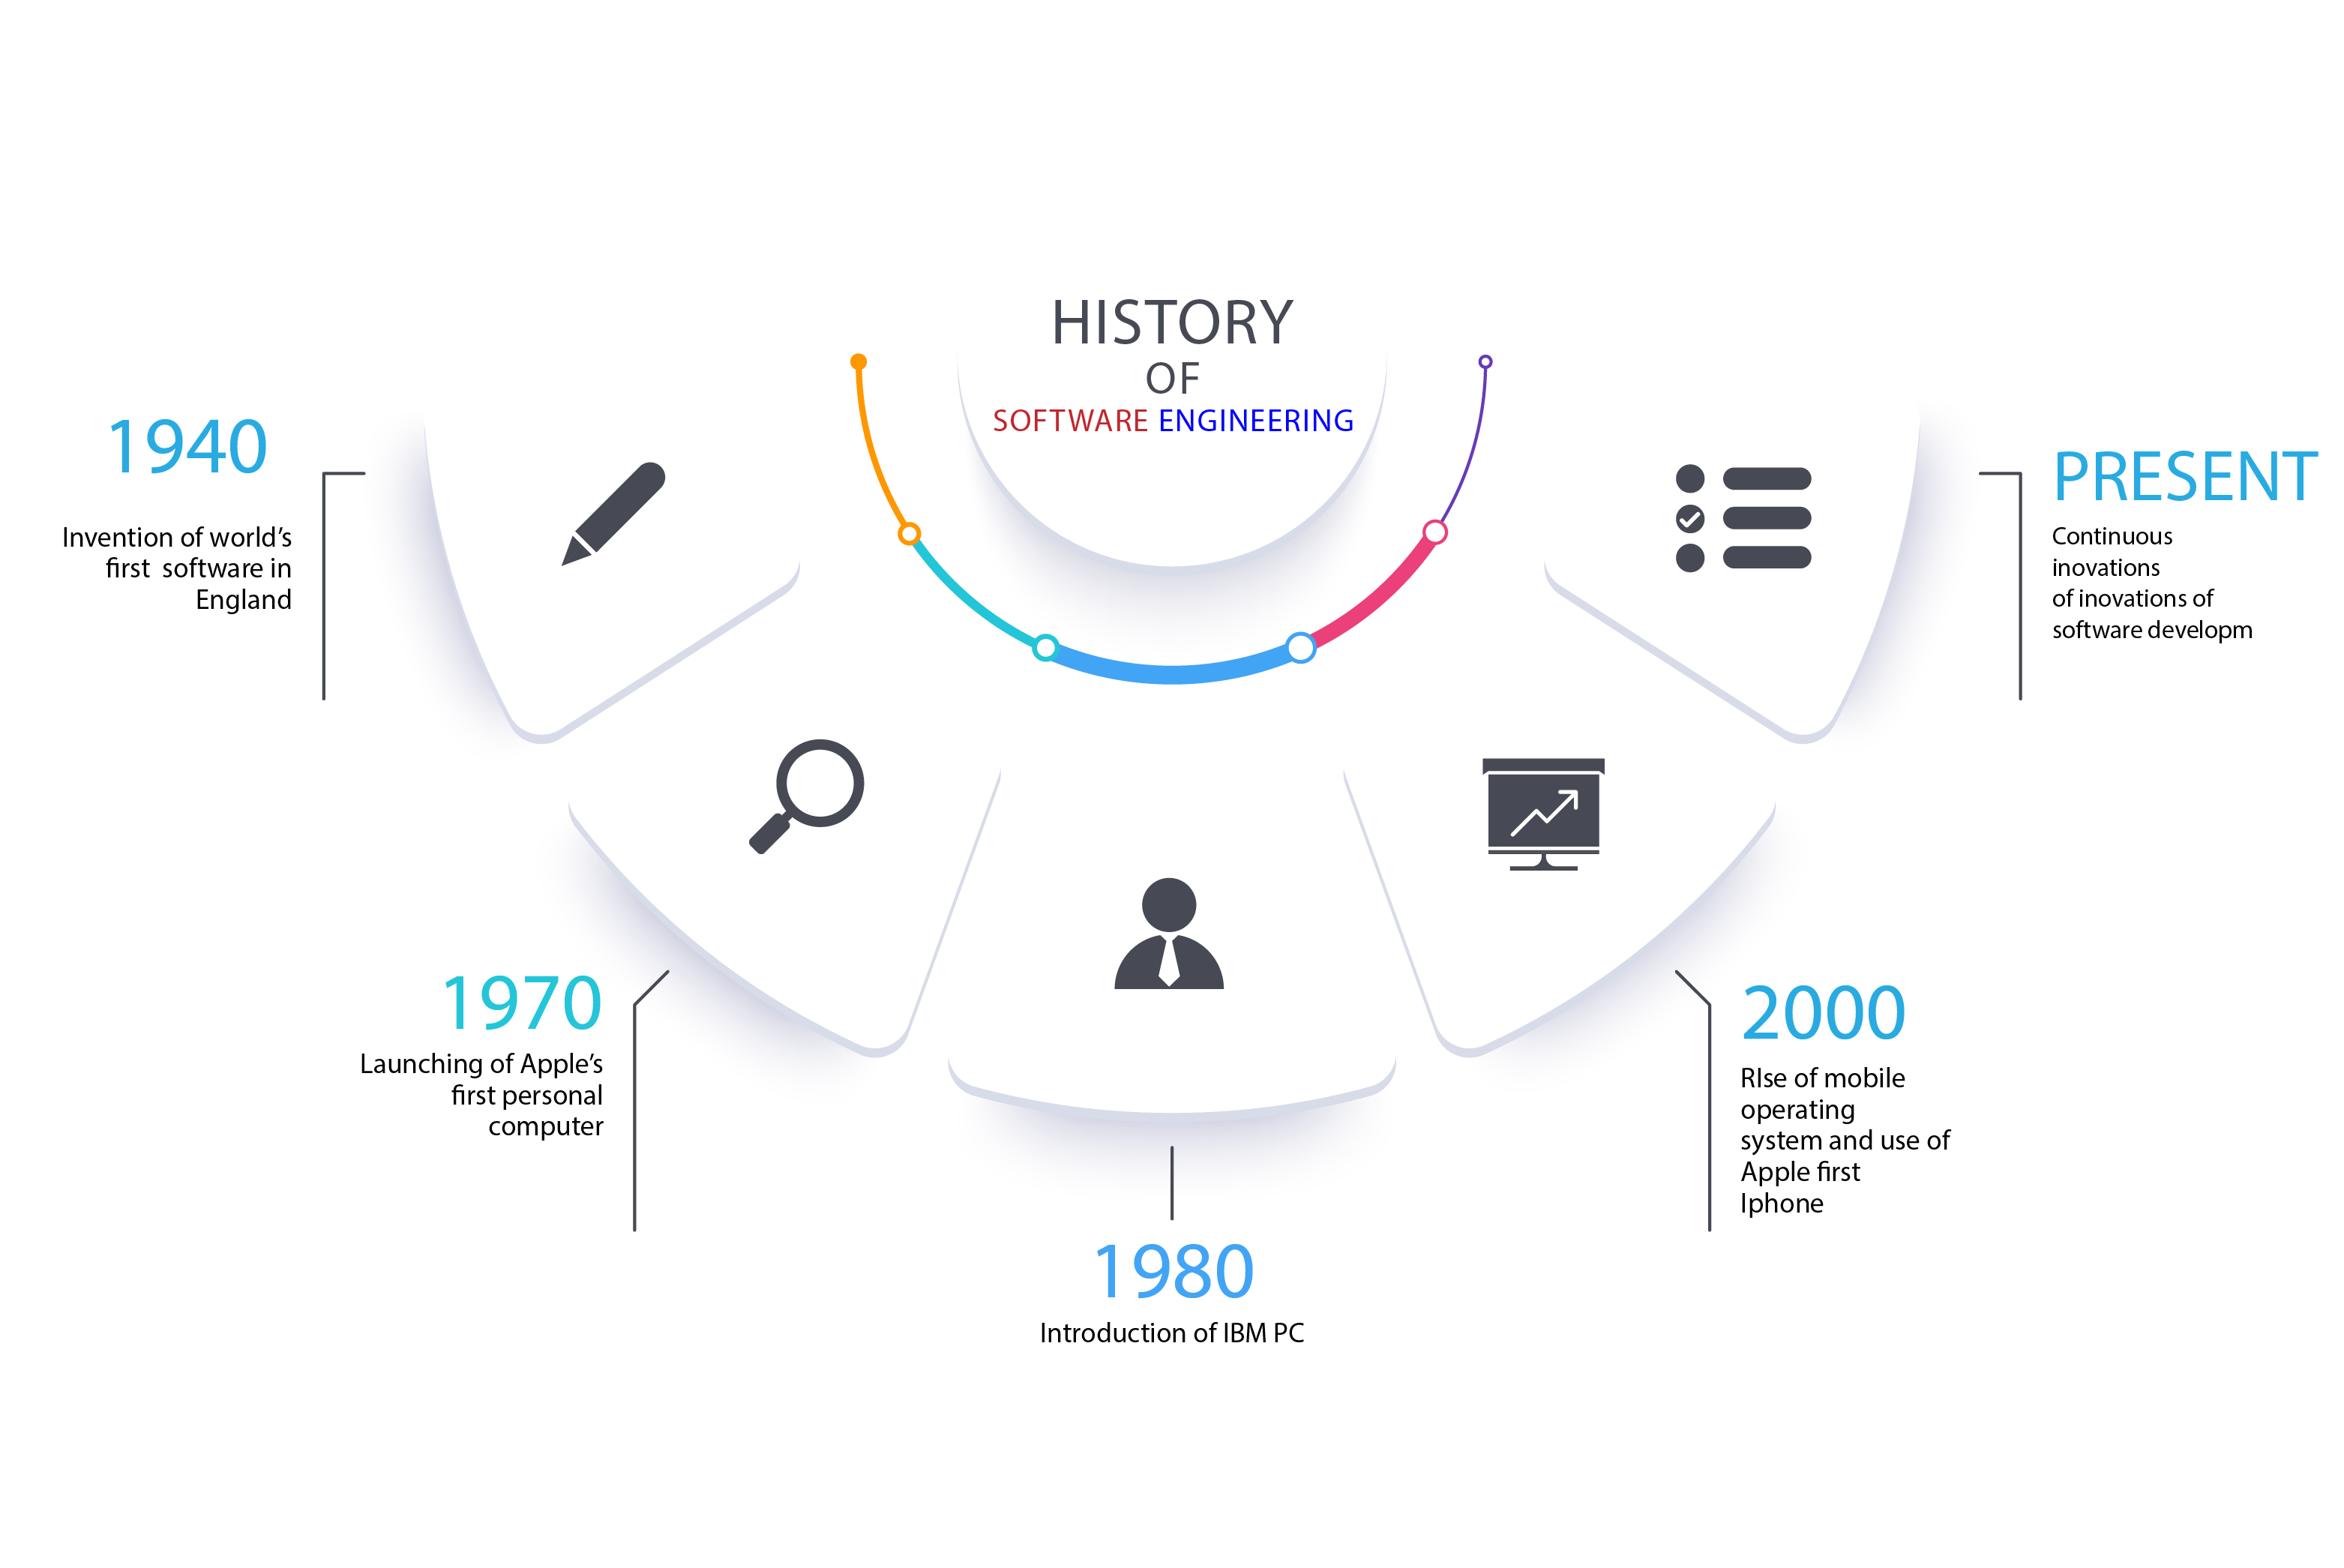 HISTORY
OF
SOFTWARE ENGINEERING
1940
Invention of world's
first  software in
England
1970
Launching of Apple's
first personal
computer
1980
Introduction of IBM PC
2000
RIse of mobile
operating
system and use of
Apple first
Iphone
PRESENT
Continuous
inovations
of inovations of
software developm